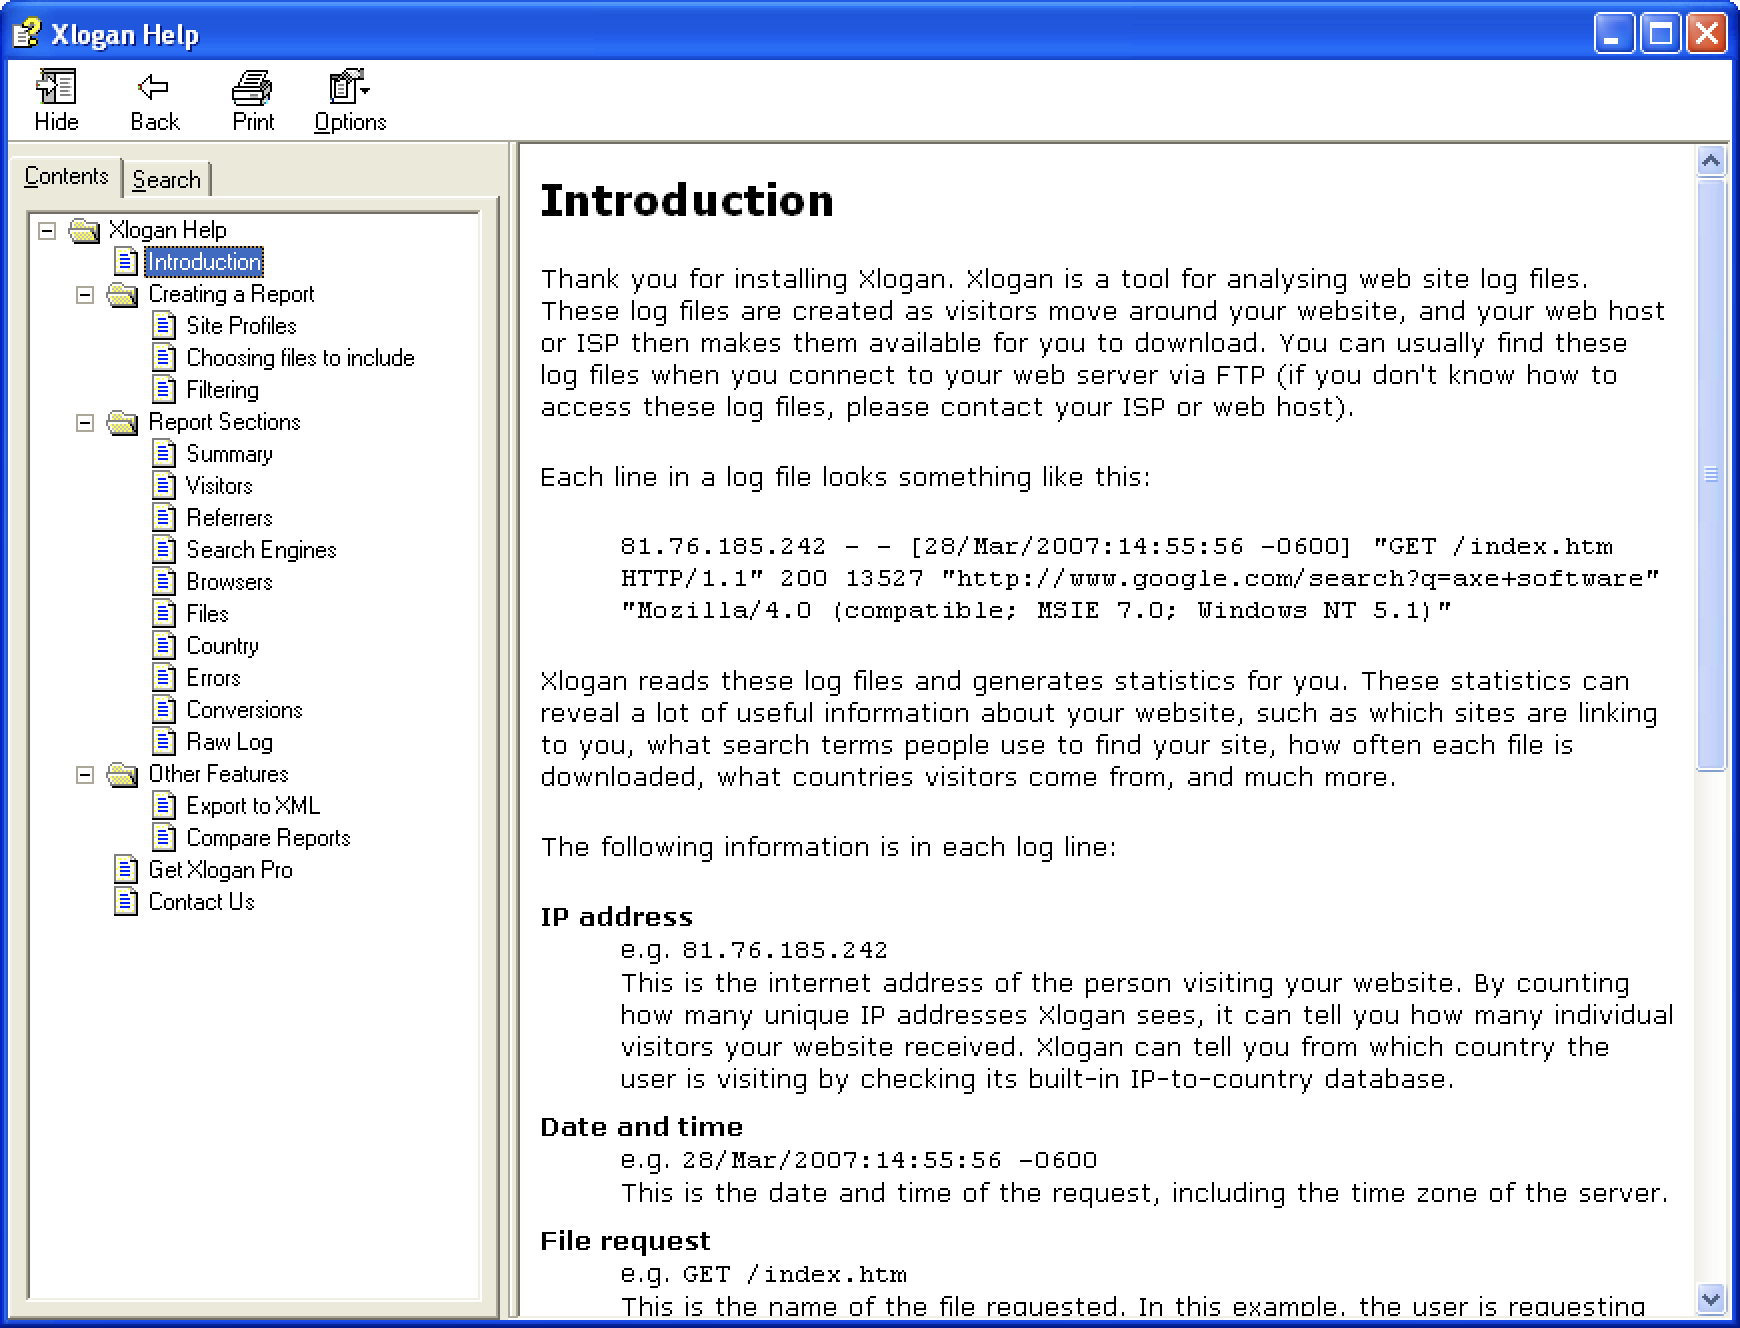 Xlogan Help
Hide
Back
Print
Options
Contents
Search
Xlogan Help
Introduction
Creating a Report
Site Profiles
Choosing files to include
Filtering
Report Sections
Summary
Visitors
Referrers
Search Engines
Browsers
Files
Country
Errors
Conversions
Raw Log
Other Features
Export to XML
Compare Reports
Get Xlogan Pro
Contact Us
Introduction
Thank you for installing Xlogan. Xlogan is a tool for analysing web site log files.
These log files are created as visitors move around your website, and your web host
or ISP then makes them available for you to download. You can usually find these
log files when you connect to your web server via FTP (if you don't know how to
access these log files, please contact your ISP or web host).
Each line in a log file looks something like this:
81.76.185.242 - - [28/Mar/2007:14:55:56 -0600] "GET /index.htm
HTTP/1.1" 200 13527 "http://www.google.com/search?q=axe+software"
"Mozilla/4.0 (compatible; MSIE 7.0; Windows NT 5.1)"
Xlogan reads these log files and generates statistics for you. These statistics can
reveal a lot of useful information about your website, such as which sites are linking
to you, what search terms people use to find your site, how often each file is
downloaded, what countries visitors come from, and much more.
The following information is in each log line:
IP address
e.g. 81.76.185.242
This is the internet address of the person visiting your website. By counting
how many unique IP addresses Xlogan sees, it can tell you how many individual
visitors your website received. Xlogan can tell you from which country the
user is visiting by checking its built-in IP-to-country database.
Date and time
e.g. 28/Mar/2007:14:55:56 -0600
This is the date and time of the request, including the time zone of the server.
File request
e.g. GET /index.htm
This is the name of the file requested. In this example, the user is requesting